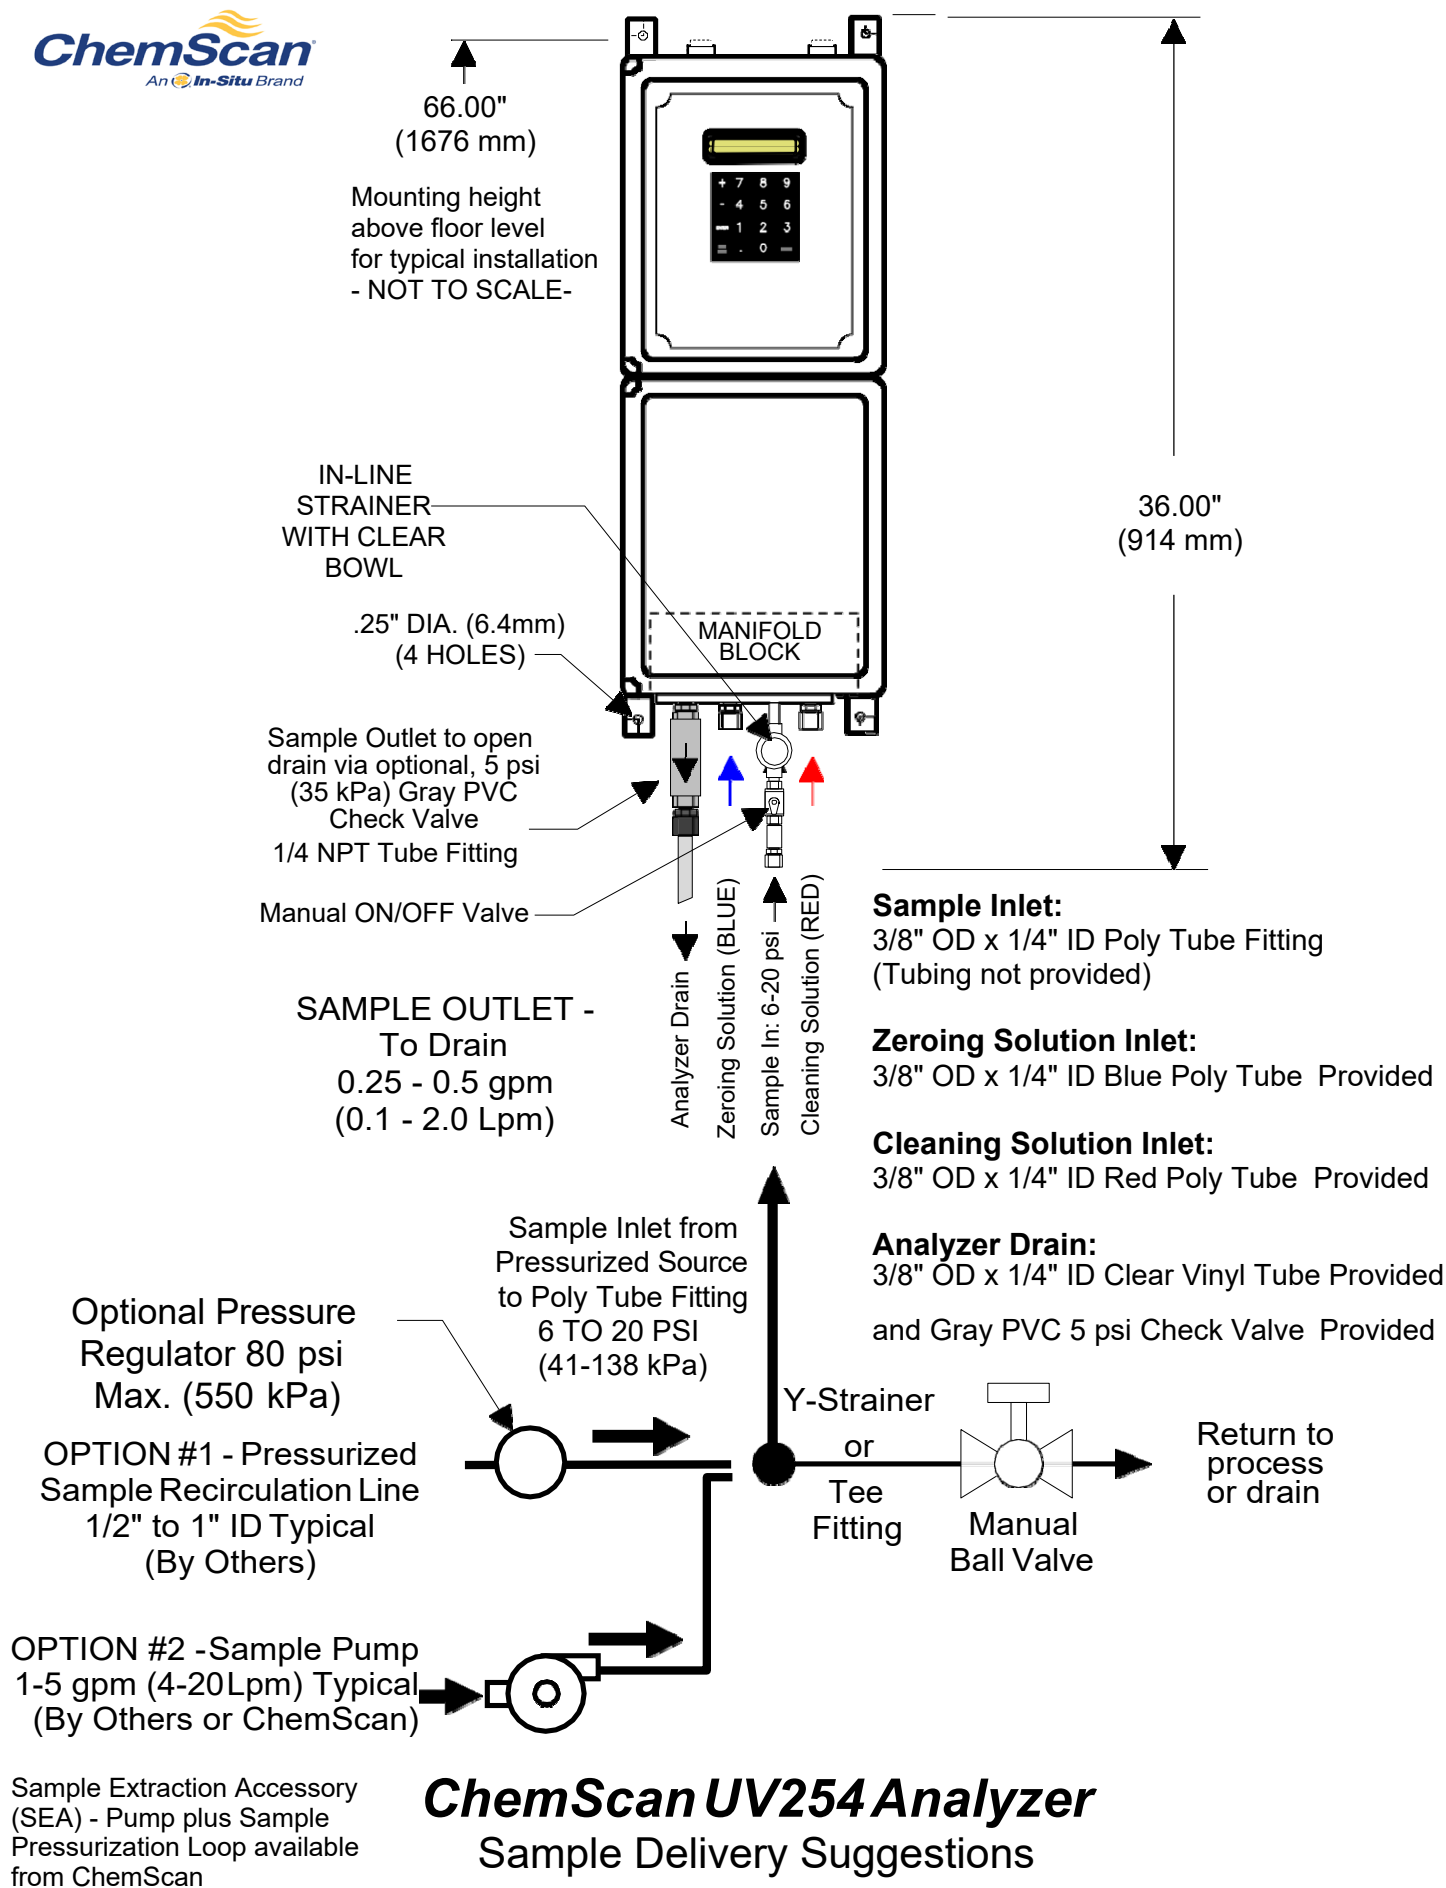 ChemScan
An In-Situ Brand
66.00"
(1676 mm)
Mounting height
above floor level
for typical installation
- NOT TO SCALE-
+ 7 8 9
- 4 5 6
1 2 3
. 0
36.00"
(914 mm)
IN-LINE
STRAINER
WITH CLEAR
BOWL
.25" DIA. (6.4mm)
(4 HOLES)
MANIFOLD
BLOCK
Sample Outlet to open
drain via optional, 5 psi
(35 kPa) Gray PVC
Check Valve
1/4 NPT Tube Fitting
Manual ON/OFF Valve
Analyzer Drain
Zeroing Solution (BLUE)
Sample In: 6-20 psi
Cleaning Solution (RED)
SAMPLE OUTLET -
To Drain
0.25 - 0.5 gpm
(0.1 - 2.0 Lpm)
Sample Inlet:
3/8" OD x 1/4" ID Poly Tube Fitting
(Tubing not provided)
Zeroing Solution Inlet:
3/8" OD x 1/4" ID Blue Poly Tube Provided
Cleaning Solution Inlet:
3/8" OD x 1/4" ID Red Poly Tube Provided
Analyzer Drain:
3/8" OD x 1/4" ID Clear Vinyl Tube Provided
and Gray PVC 5 psi Check Valve Provided
Sample Inlet from
Pressurized Source
to Poly Tube Fitting
6 TO 20 PSI
(41-138 kPa)
Optional Pressure
Regulator 80 psi
Max. (550 kPa)
OPTION #1 - Pressurized
Sample Recirculation Line
1/2" to 1" ID Typical
(By Others)
Y-Strainer
or
Tee
Fitting
Manual
Ball Valve
Return to
process
or drain
OPTION #2 - Sample Pump
1-5 gpm (4-20 Lpm) Typical
(By Others or ChemScan)
Sample Extraction Accessory
(SEA) - Pump plus Sample
Pressurization Loop available
from ChemScan
ChemScan UV254 Analyzer
Sample Delivery Suggestions